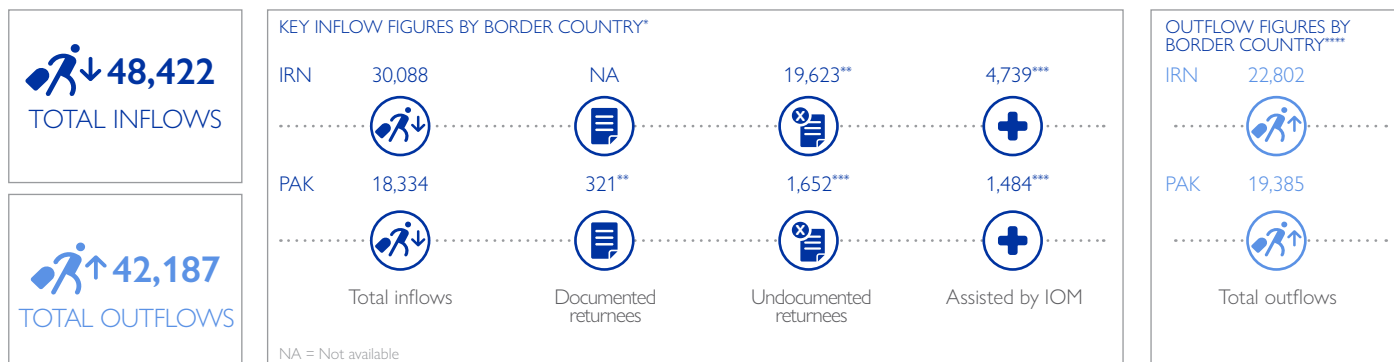 48,422
TOTAL INFLOWS
42,187
TOTAL OUTFLOWS
KEY INFLOW FIGURES BY BORDER COUNTRY*
IRN 30,088 NA 19,623** 4,739***
PAK 18,334 321** 1,652*** 1,484***
Total inflows Documented returnees Undocumented returnees Assisted by IOM
NA = Not available
OUTFLOW FIGURES BY
BORDER COUNTRY****
IRN 22,802
PAK 19,385
Total outflows